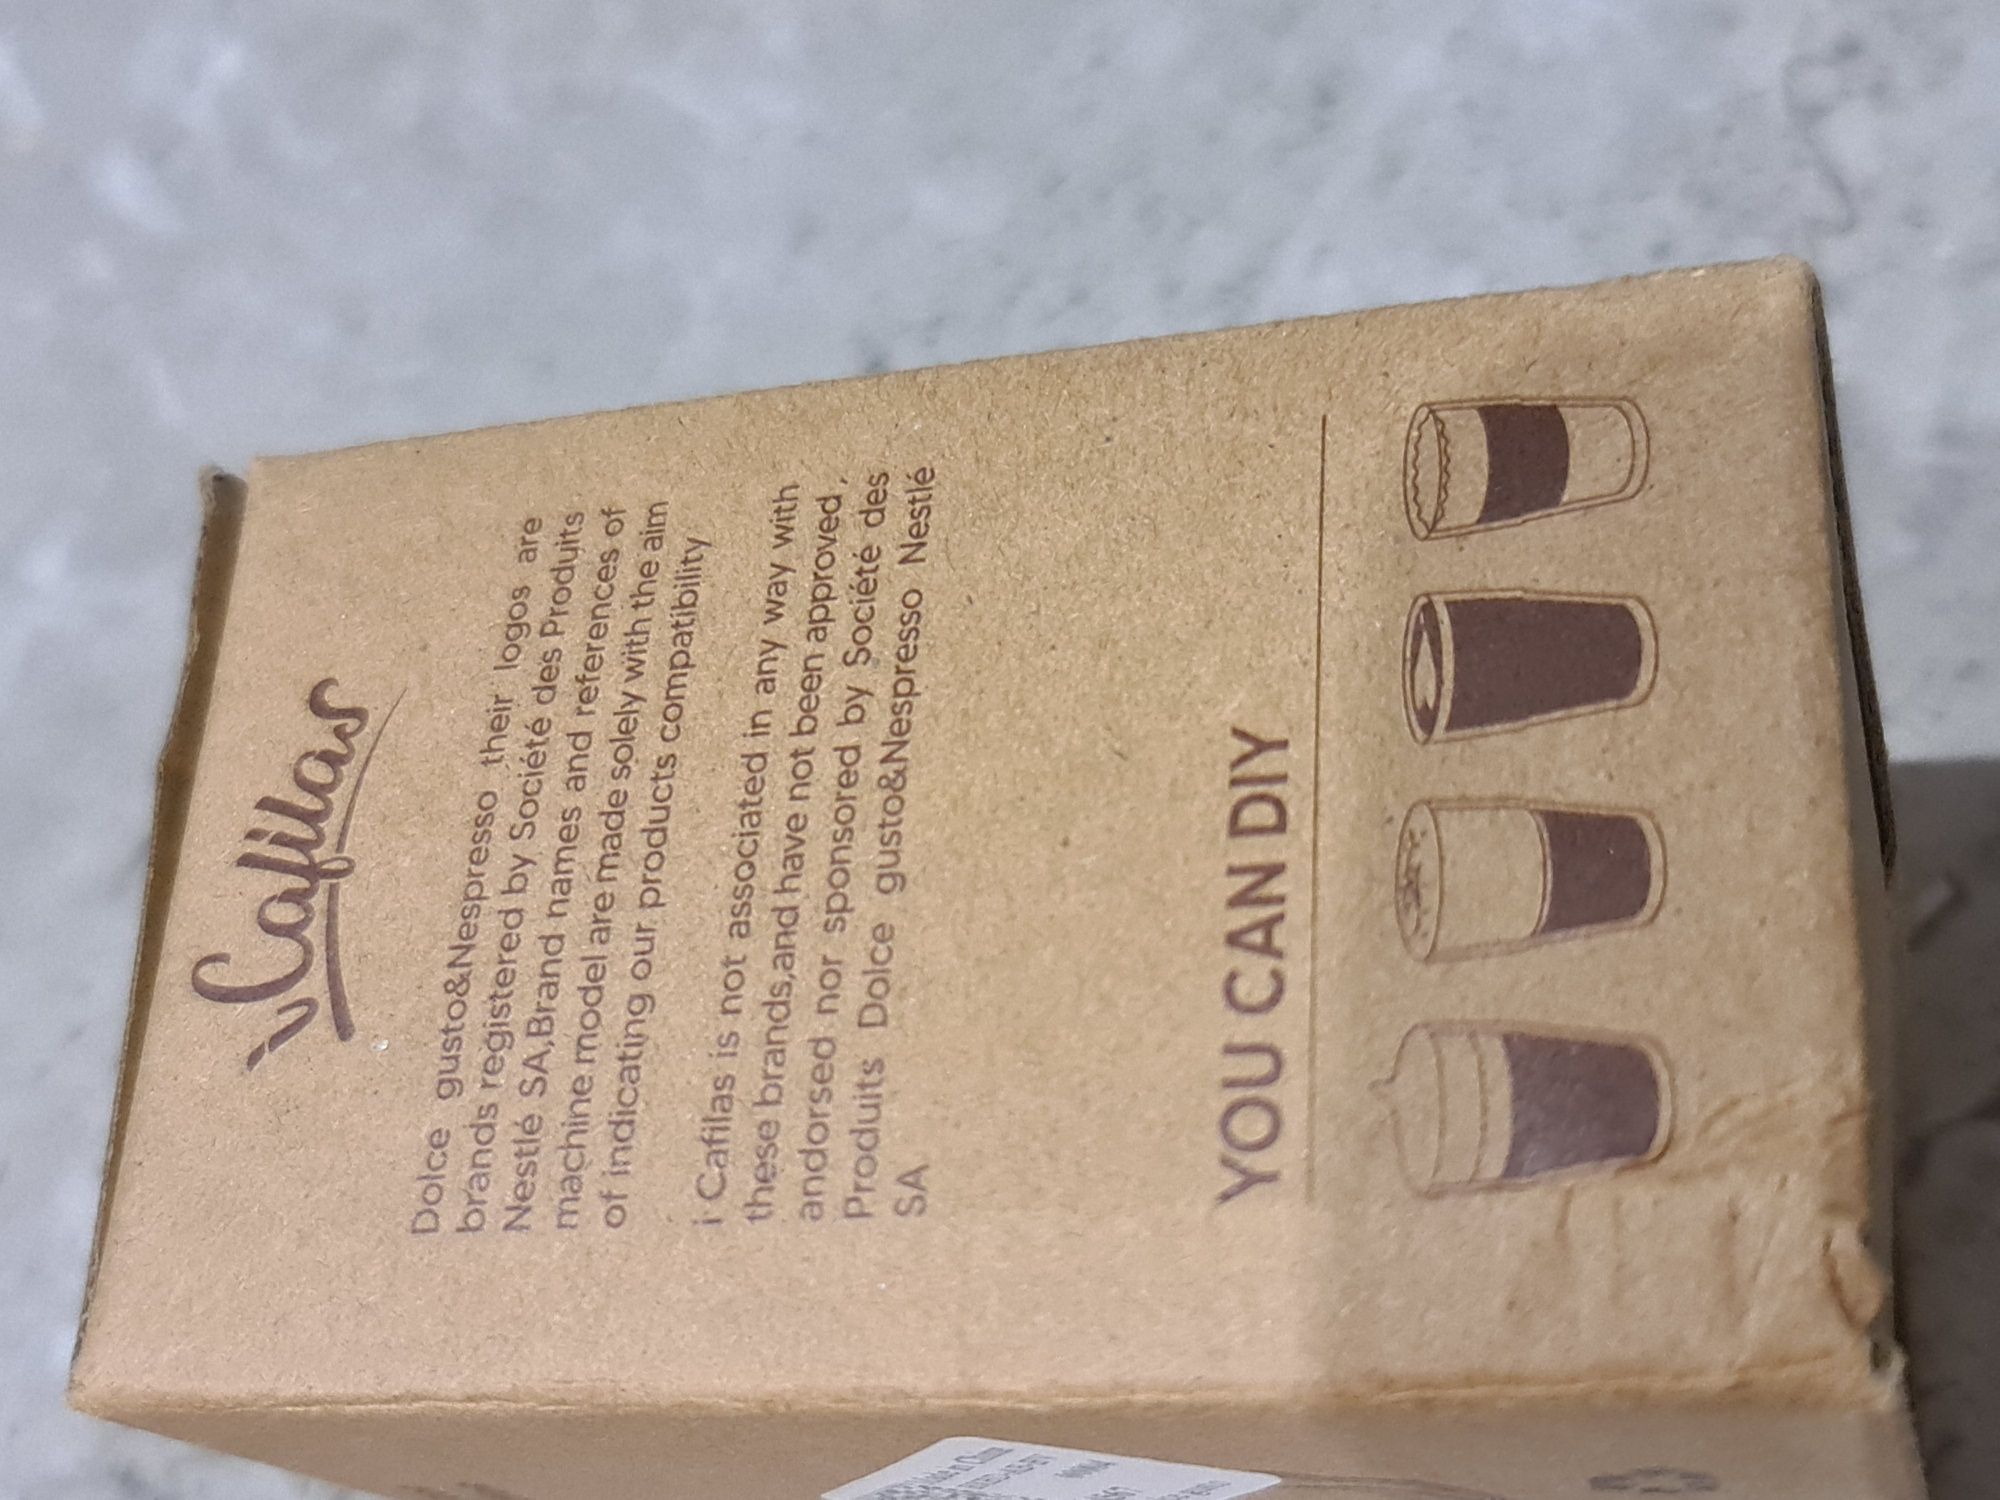 i Cafilas
Dolce gusto&Nespresso their logos are
brands registered by Société des Produits
Nestlé SA,Brand names and references of
machine model are made solely with the aim
of indicating our products compatibility
i Cafilas is not associated in any way with
these brands,and have not been approved,
andorsed nor sponsored by Société des
Produits Dolce gusto&Nespresso Nestlé
SA
YOU CAN DIY